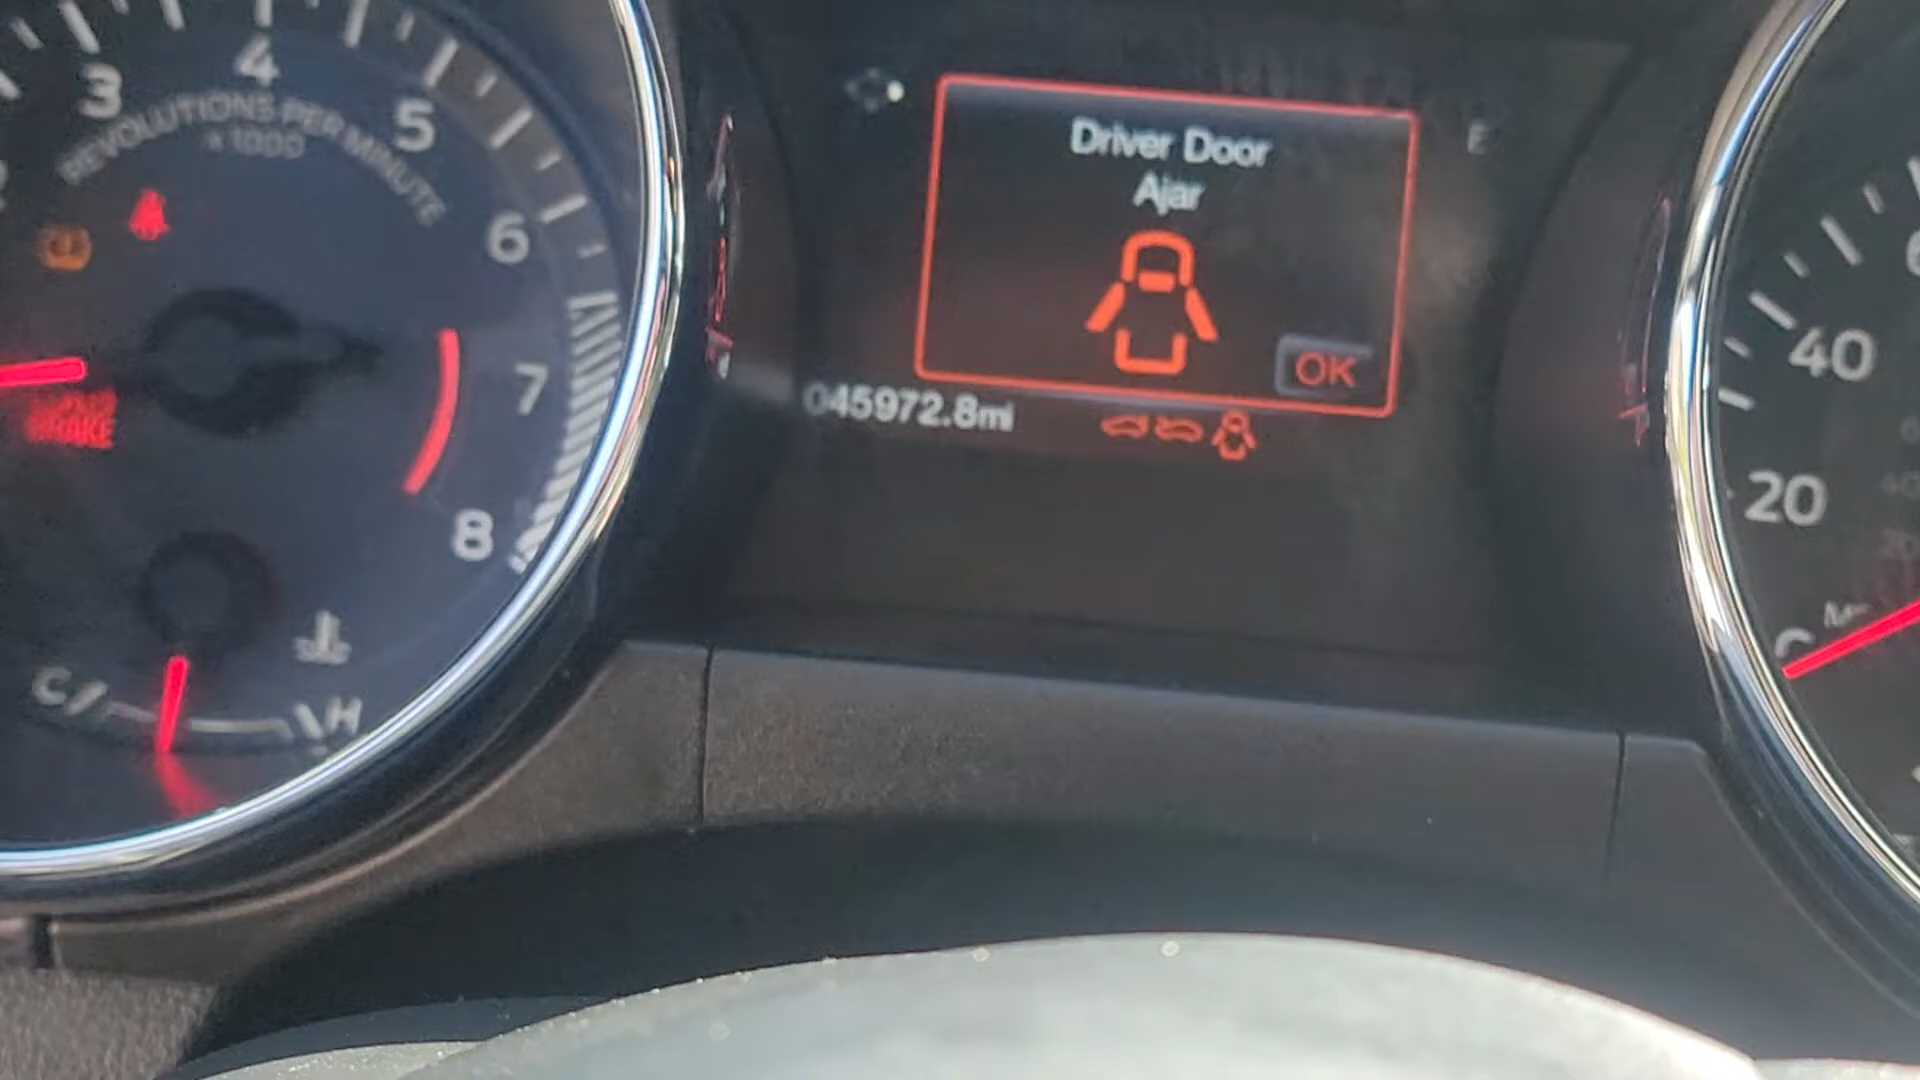 3
4
5
6
7
8
REVOLUTIONS PER MINUTE
x1000
BRAKE
C
H
Driver Door
Ajar
OK
E
045972.8mi
40
20